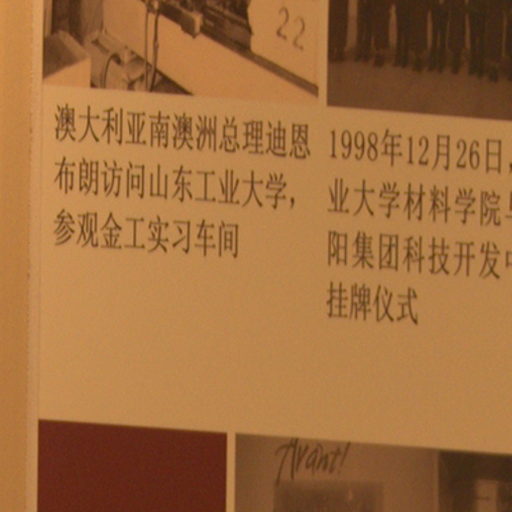 22
澳大利亚南澳洲总理迪恩
布朗访问山东工业大学，
参观金工实习车间
1998年12月26日，
业大学材料学院与
阳集团科技开发中
挂牌仪式
Avant!